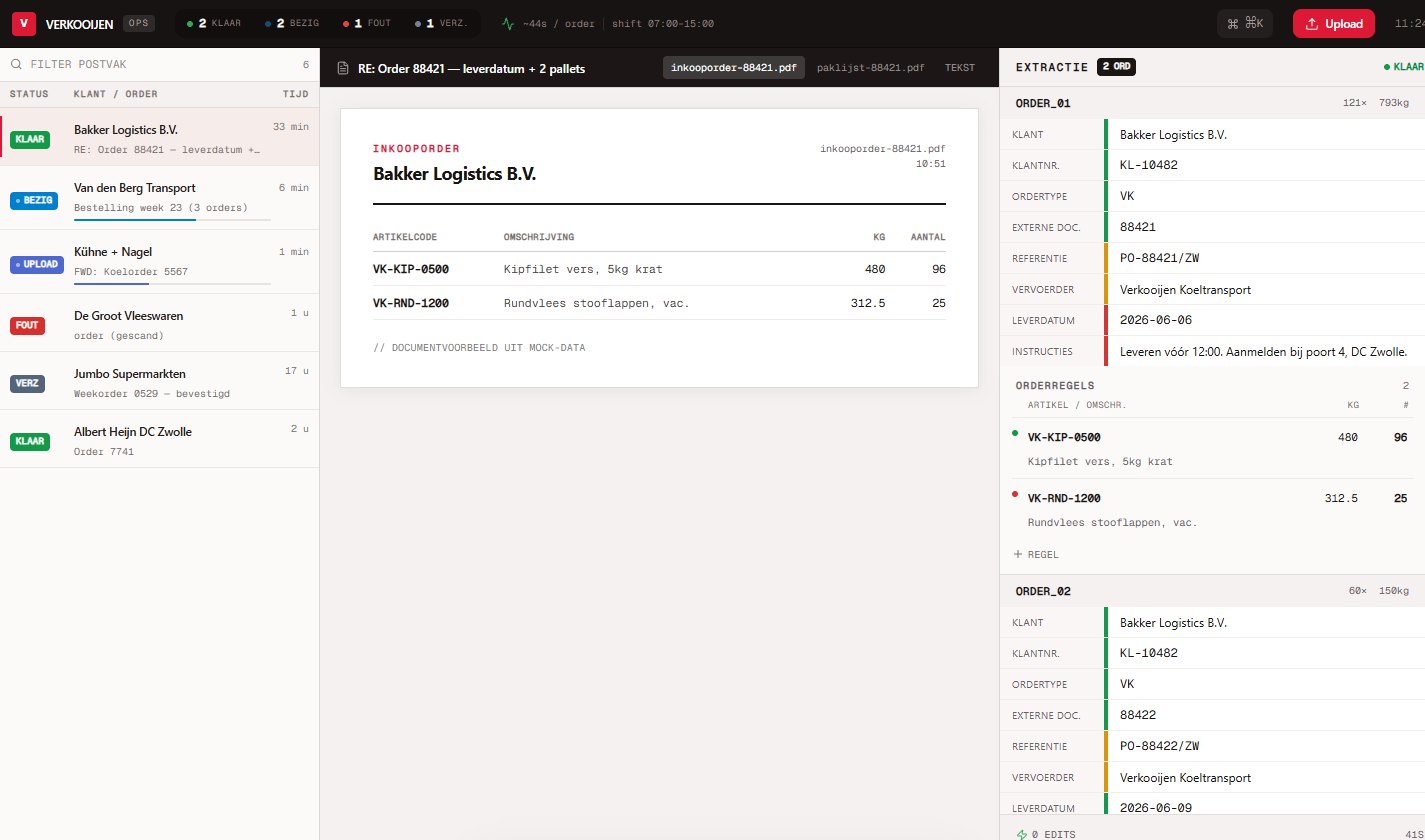 V VERKOOIJEN OPS 2 KLAAR 2 BEZIG 1 FOUT 1 VERZ. ~44s / order shift 07:00-15:00 ⌘ ⌘K Upload
FILTER POSTVAK 6
STATUS KLANT / ORDER TIJD
KLAAR Bakker Logistics B.V. 33 min
RE: Order 88421 — leverdatum +…
BEZIG Van den Berg Transport 6 min
Bestelling week 23 (3 orders)
UPLOAD Kühne + Nagel 1 min
FWD: Koelorder 5567
FOUT De Groot Vleeswaren 1 u
order (gescand)
VERZ Jumbo Supermarkten 17 u
Weekorder 0529 — bevestigd
KLAAR Albert Heijn DC Zwolle 2 u
Order 7741
RE: Order 88421 — leverdatum + 2 pallets inkooporder-88421.pdf paklijst-88421.pdf TEKST
INKOOPORDER inkooporder-88421.pdf
Bakker Logistics B.V. 10:51
ARTIKELCODE OMSCHRIJVING KG AANTAL
VK-KIP-0500 Kipfilet vers, 5kg krat 480 96
VK-RND-1200 Rundvlees stooflappen, vac. 312.5 25
// DOCUMENTVOORBEELD UIT MOCK-DATA
EXTRACTIE 2 ORD KLAAR
ORDER_01 121× 793kg
KLANT Bakker Logistics B.V.
KLANTNR. KL-10482
ORDERTYPE VK
EXTERNE DOC. 88421
REFERENTIE PO-88421/ZW
VERVOERDER Verkooijen Koeltransport
LEVERDATUM 2026-06-06
INSTRUCTIES Leveren vóór 12:00. Aanmelden bij poort 4, DC Zwolle.
ORDERREGELS 2
ARTIKEL / OMSCHR. KG #
VK-KIP-0500 480 96
Kipfilet vers, 5kg krat
VK-RND-1200 312.5 25
Rundvlees stooflappen, vac.
+ REGEL
ORDER_02 60× 150kg
KLANT Bakker Logistics B.V.
KLANTNR. KL-10482
ORDERTYPE VK
EXTERNE DOC. 88422
REFERENTIE PO-88422/ZW
VERVOERDER Verkooijen Koeltransport
LEVERDATUM 2026-06-09
0 EDITS